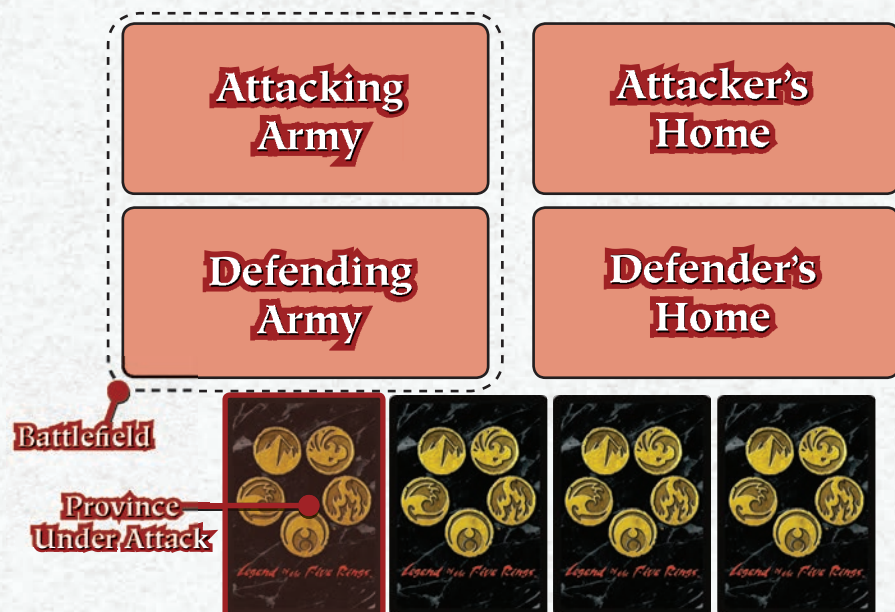 Attacking
Army
Attacker's
Home
Defending
Army
Defender's
Home
Battlefield
Province
Under Attack
Legend of the Five Rings
Legend of the Five Rings
Legend of the Five Rings
Legend of the Five Rings